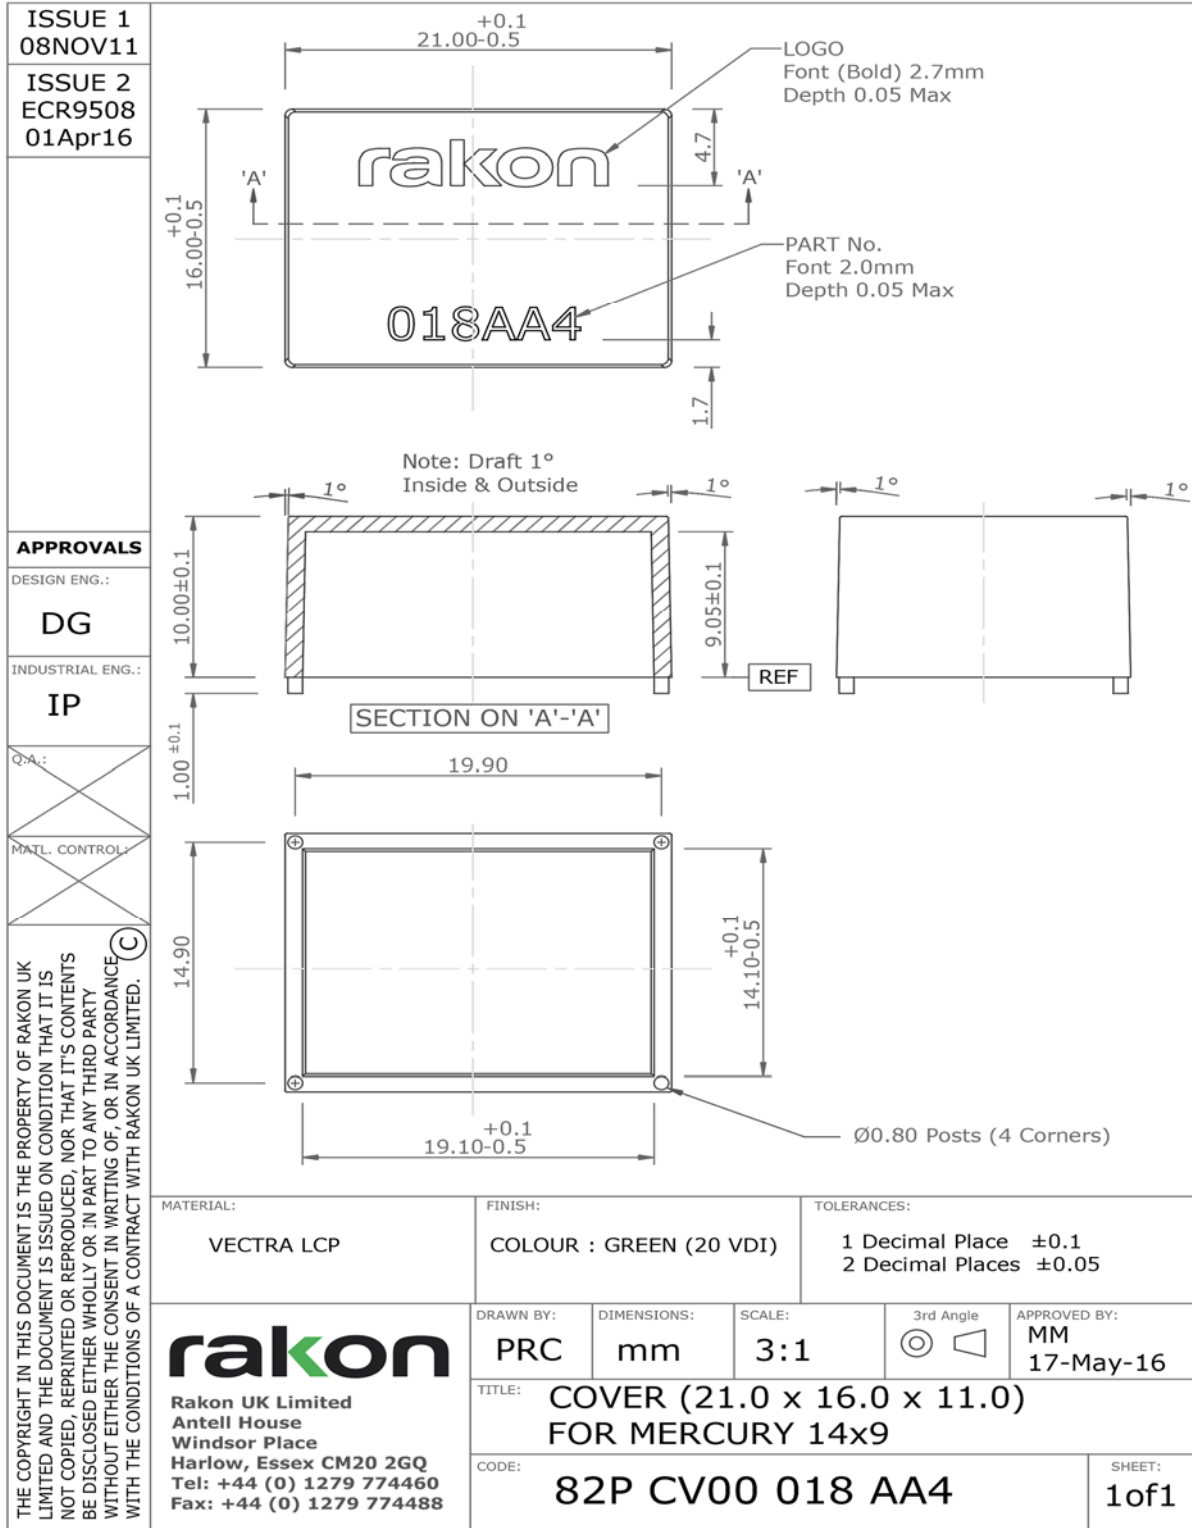 ISSUE 1
08NOV11
ISSUE 2
ECR9508
01Apr16
+0.1
21.00-0.5
LOGO
Font (Bold) 2.7mm
Depth 0.05 Max
rakon
4.7
'A'
'A'
+0.1
16.00-0.5
PART No.
Font 2.0mm
Depth 0.05 Max
018AA4
1.7
Note: Draft 1°
Inside & Outside
1°
1°
1°
1°
10.00±0.1
9.05±0.1
REF
SECTION ON 'A'-'A'
1.00 ±0.1
19.90
14.90
+0.1
14.10-0.5
+0.1
19.10-0.5
Ø0.80 Posts (4 Corners)
APPROVALS
DESIGN ENG.:
DG
INDUSTRIAL ENG.:
IP
Q.A.:
MATL. CONTROL:
©
THE COPYRIGHT IN THIS DOCUMENT IS THE PROPERTY OF RAKON UK
LIMITED AND THE DOCUMENT IS ISSUED ON CONDITION THAT IT IS
NOT COPIED, REPRINTED OR REPRODUCED, NOR THAT IT'S CONTENTS
BE DISCLOSED EITHER WHOLLY OR IN PART TO ANY THIRD PARTY
WITHOUT EITHER THE CONSENT IN WRITING OF, OR IN ACCORDANCE
WITH THE CONDITIONS OF A CONTRACT WITH RAKON UK LIMITED.
MATERIAL:
VECTRA LCP
FINISH:
COLOUR : GREEN (20 VDI)
TOLERANCES:
1 Decimal Place ±0.1
2 Decimal Places ±0.05
rakon
Rakon UK Limited
Antell House
Windsor Place
Harlow, Essex CM20 2GQ
Tel: +44 (0) 1279 774460
Fax: +44 (0) 1279 774488
DRAWN BY:
PRC
DIMENSIONS:
mm
SCALE:
3:1
3rd Angle
APPROVED BY:
MM
17-May-16
TITLE:
COVER (21.0 x 16.0 x 11.0)
FOR MERCURY 14x9
CODE:
82P CV00 018 AA4
SHEET:
1of1